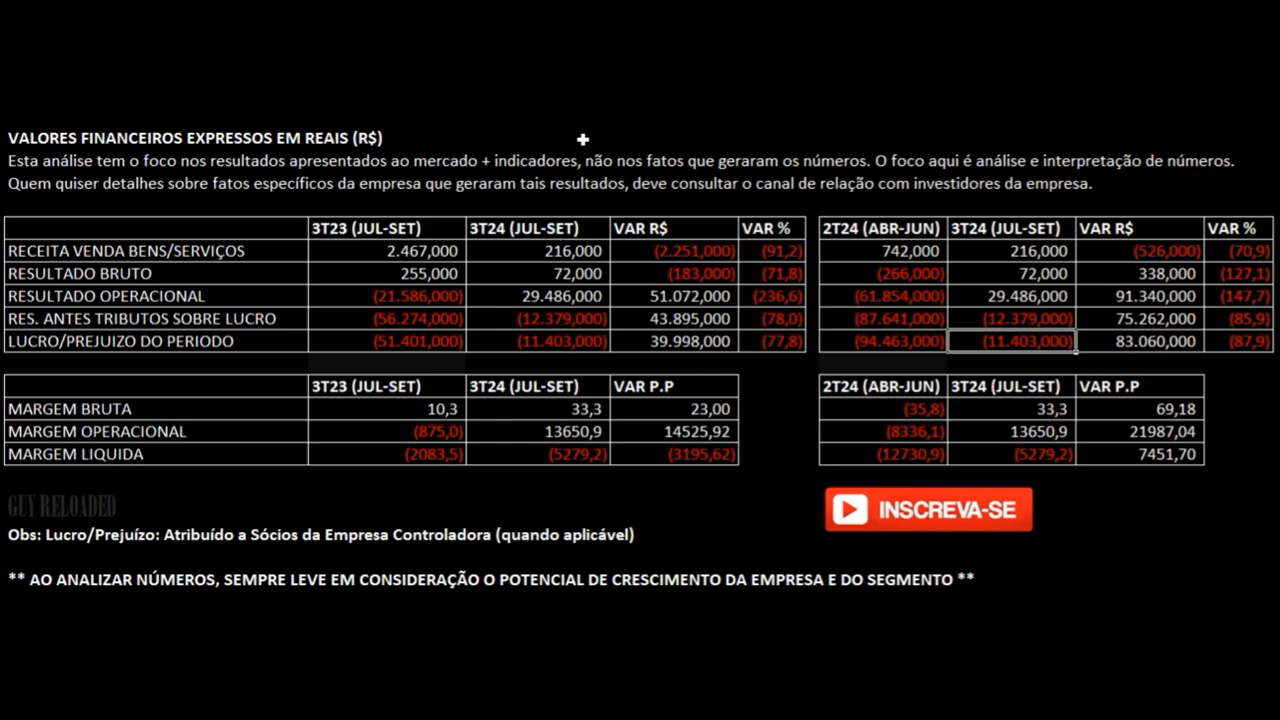 VALORES FINANCEIROS EXPRESSOS EM REAIS (R$)
Esta análise tem o foco nos resultados apresentados ao mercado + indicadores, não nos fatos que geraram os números. O foco aqui é análise e interpretação de números.
Quem quiser detalhes sobre fatos específicos da empresa que geraram tais resultados, deve consultar o canal de relação com investidores da empresa.
3T23 (JUL-SET) 3T24 (JUL-SET) VAR R$ VAR % 2T24 (ABR-JUN) 3T24 (JUL-SET) VAR R$ VAR %
RECEITA VENDA BENS/SERVIÇOS 2.467,000 216,000 (2.251,000) (91,2) 742,000 216,000 (526,000) (70,9)
RESULTADO BRUTO 255,000 72,000 (183,000) (71,8) (266,000) 72,000 338,000 (127,1)
RESULTADO OPERACIONAL (21.586,000) 29.486,000 51.072,000 (236,6) (61.854,000) 29.486,000 91.340,000 (147,7)
RES. ANTES TRIBUTOS SOBRE LUCRO (56.274,000) (12.379,000) 43.895,000 (78,0) (87.641,000) (12.379,000) 75.262,000 (85,9)
LUCRO/PREJUIZO DO PERIODO (51.401,000) (11.403,000) 39.998,000 (77,8) (94.463,000) (11.403,000) 83.060,000 (87,9)
3T23 (JUL-SET) 3T24 (JUL-SET) VAR P.P 2T24 (ABR-JUN) 3T24 (JUL-SET) VAR P.P
MARGEM BRUTA 10,3 33,3 23,00 (35,8) 33,3 69,18
MARGEM OPERACIONAL (875,0) 13650,9 14525,92 (8336,1) 13650,9 21987,04
MARGEM LIQUIDA (2083,5) (5279,2) (3195,62) (12730,9) (5279,2) 7451,70
GUY RELOADED
INSCREVA-SE
Obs: Lucro/Prejuízo: Atribuído a Sócios da Empresa Controladora (quando aplicável)
** AO ANALIZAR NÚMEROS, SEMPRE LEVE EM CONSIDERAÇÃO O POTENCIAL DE CRESCIMENTO DA EMPRESA E DO SEGMENTO **